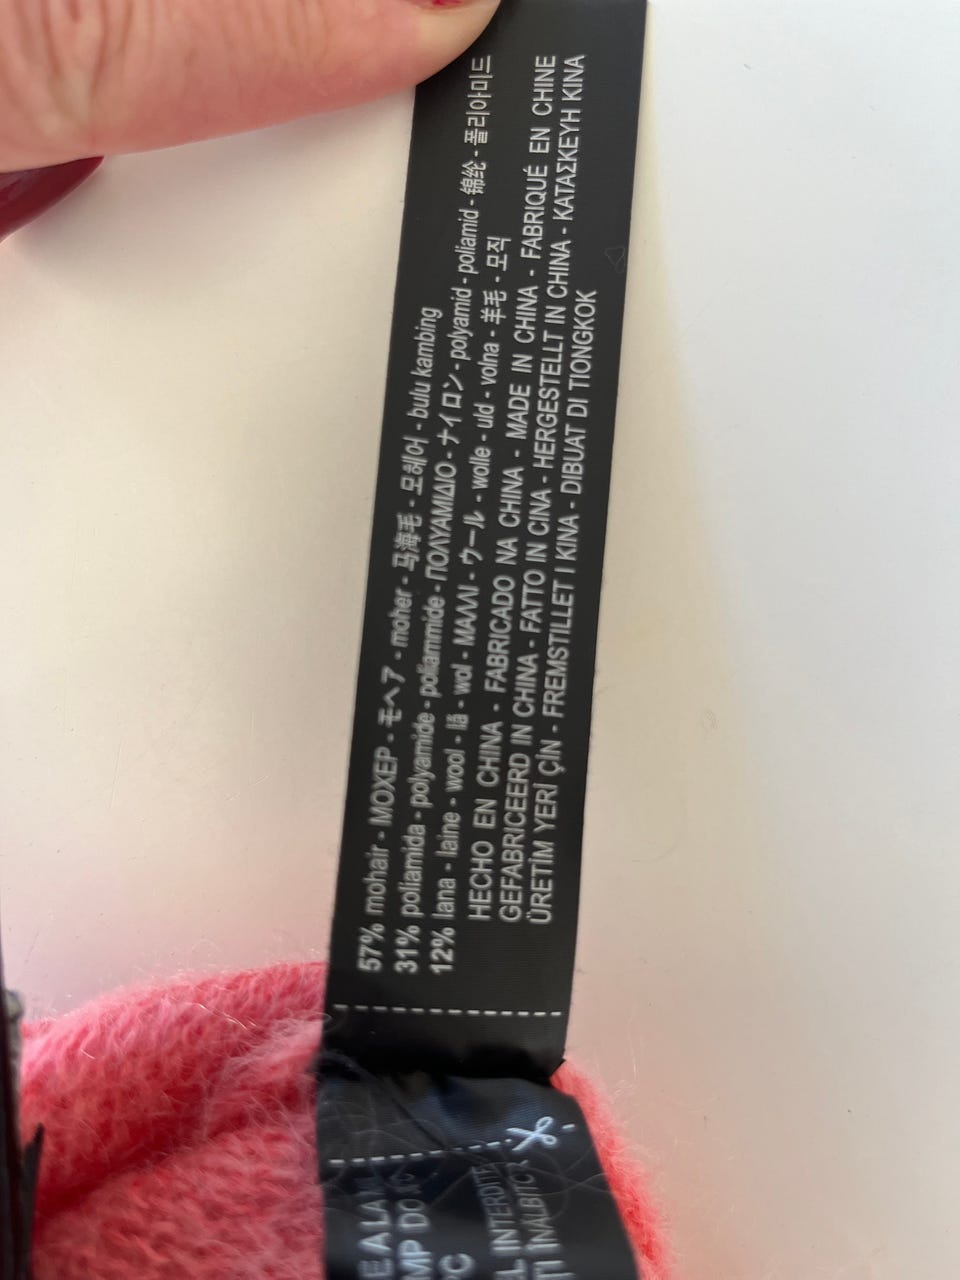 57% mohair - ΜΟΧΕΡ - モヘア - moher - 马海毛 - 모헤어 - bulu kambing
31% poliamida - polyamide - poliammide - ΠΟΛΥΑΜΙΔΙΟ - ナイロン - polyamid - poliamid - 锦纶 - 폴리아미드
12% lana - laine - wool - wol - ΜΑΛΛΙ - ウール - wolle - uld - volna - 羊毛 - 모직
HECHO EN CHINA - FABRICADO NA CHINA - MADE IN CHINA - FABRIQUÉ EN CHINE
GEFABRICEERD IN CHINA - FATTO IN CINA - HERGESTELLT IN CHINA - ΚΑΤΑΣΚΕΥΗ ΚΙΝΑ
ÜRETİM YERİ ÇİN - FREMSTILLET I KINA - DIBUAT DI TIONGKOK